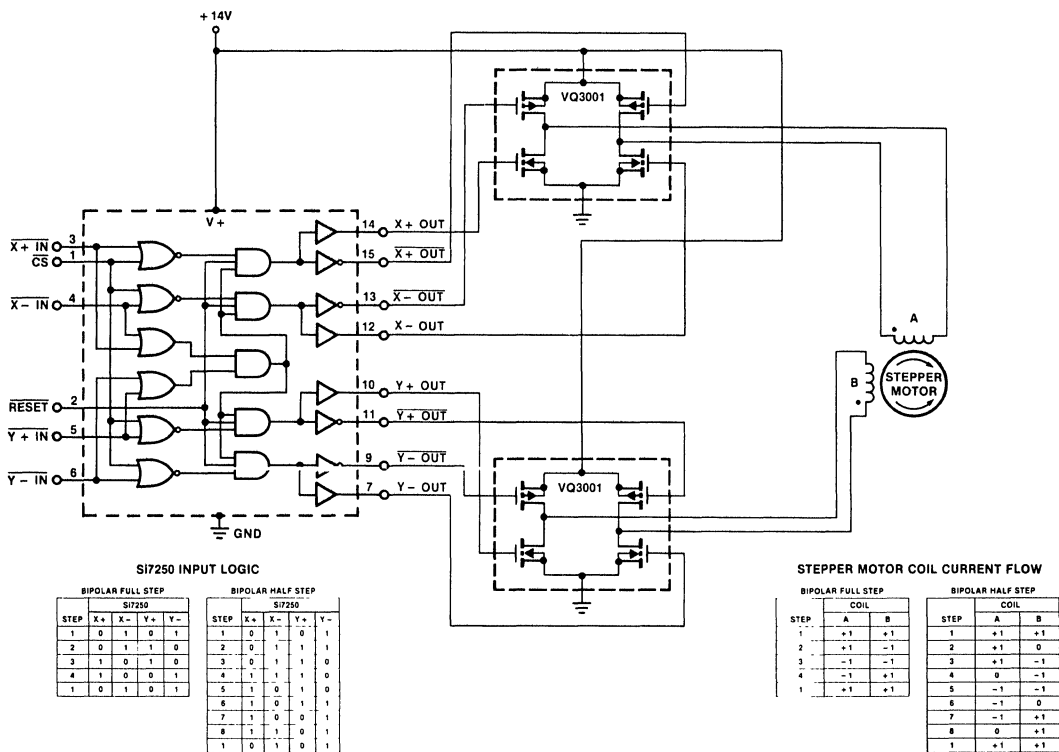 + 14V
VQ3001
V +
X + IN 3
CS 1
X – IN 4
RESET 2
Y + IN 5
Y – IN 6
14 X + OUT
15 X + OUT
13 X – OUT
12 X – OUT
10 Y + OUT
11 Y + OUT
9 Y – OUT
7 Y – OUT
GND
A
B
STEPPER
MOTOR
VQ3001
Si7250 INPUT LOGIC
BIPOLAR FULL STEP
Si7250
STEP X + X – Y + Y –
1 0 1 0 1
2 0 1 1 0
3 1 0 1 0
4 1 0 0 1
1 0 1 0 1
BIPOLAR HALF STEP
Si7250
STEP X + X – Y + Y –
1 0 1 0 1
2 0 1 1 1
3 0 1 1 0
4 1 1 1 0
5 1 0 1 0
6 1 0 1 1
7 1 0 0 1
8 1 1 0 1
1 0 1 0 1
STEPPER MOTOR COIL CURRENT FLOW
BIPOLAR FULL STEP
COIL
STEP A B
1 + 1 + 1
2 + 1 – 1
3 – 1 – 1
4 – 1 + 1
1 + 1 + 1
BIPOLAR HALF STEP
COIL
STEP A B
1 + 1 + 1
2 + 1 0
3 + 1 – 1
4 0 – 1
5 – 1 – 1
6 – 1 0
7 – 1 + 1
8 0 + 1
1 + 1 + 1